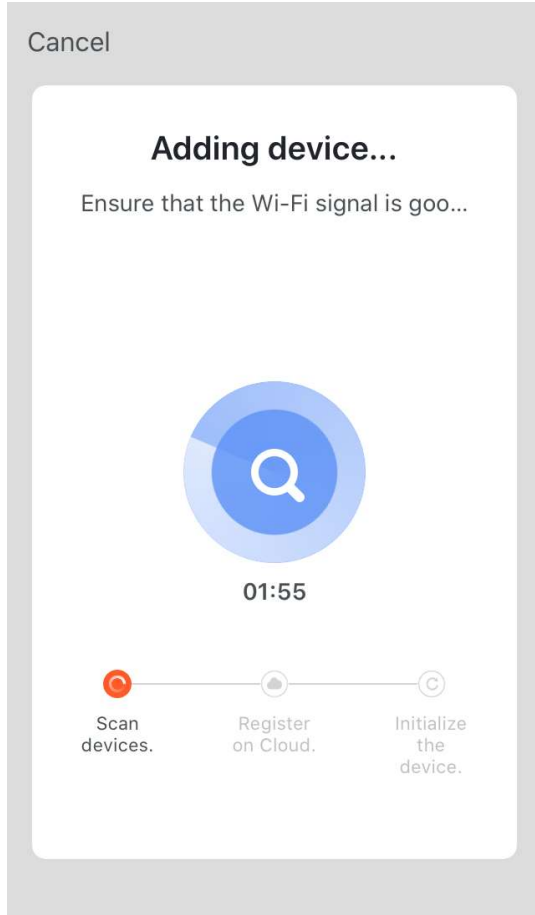 Cancel
Adding device...
Ensure that the Wi-Fi signal is goo...
01:55
Scan
devices.
Register
on Cloud.
Initialize
the
device.